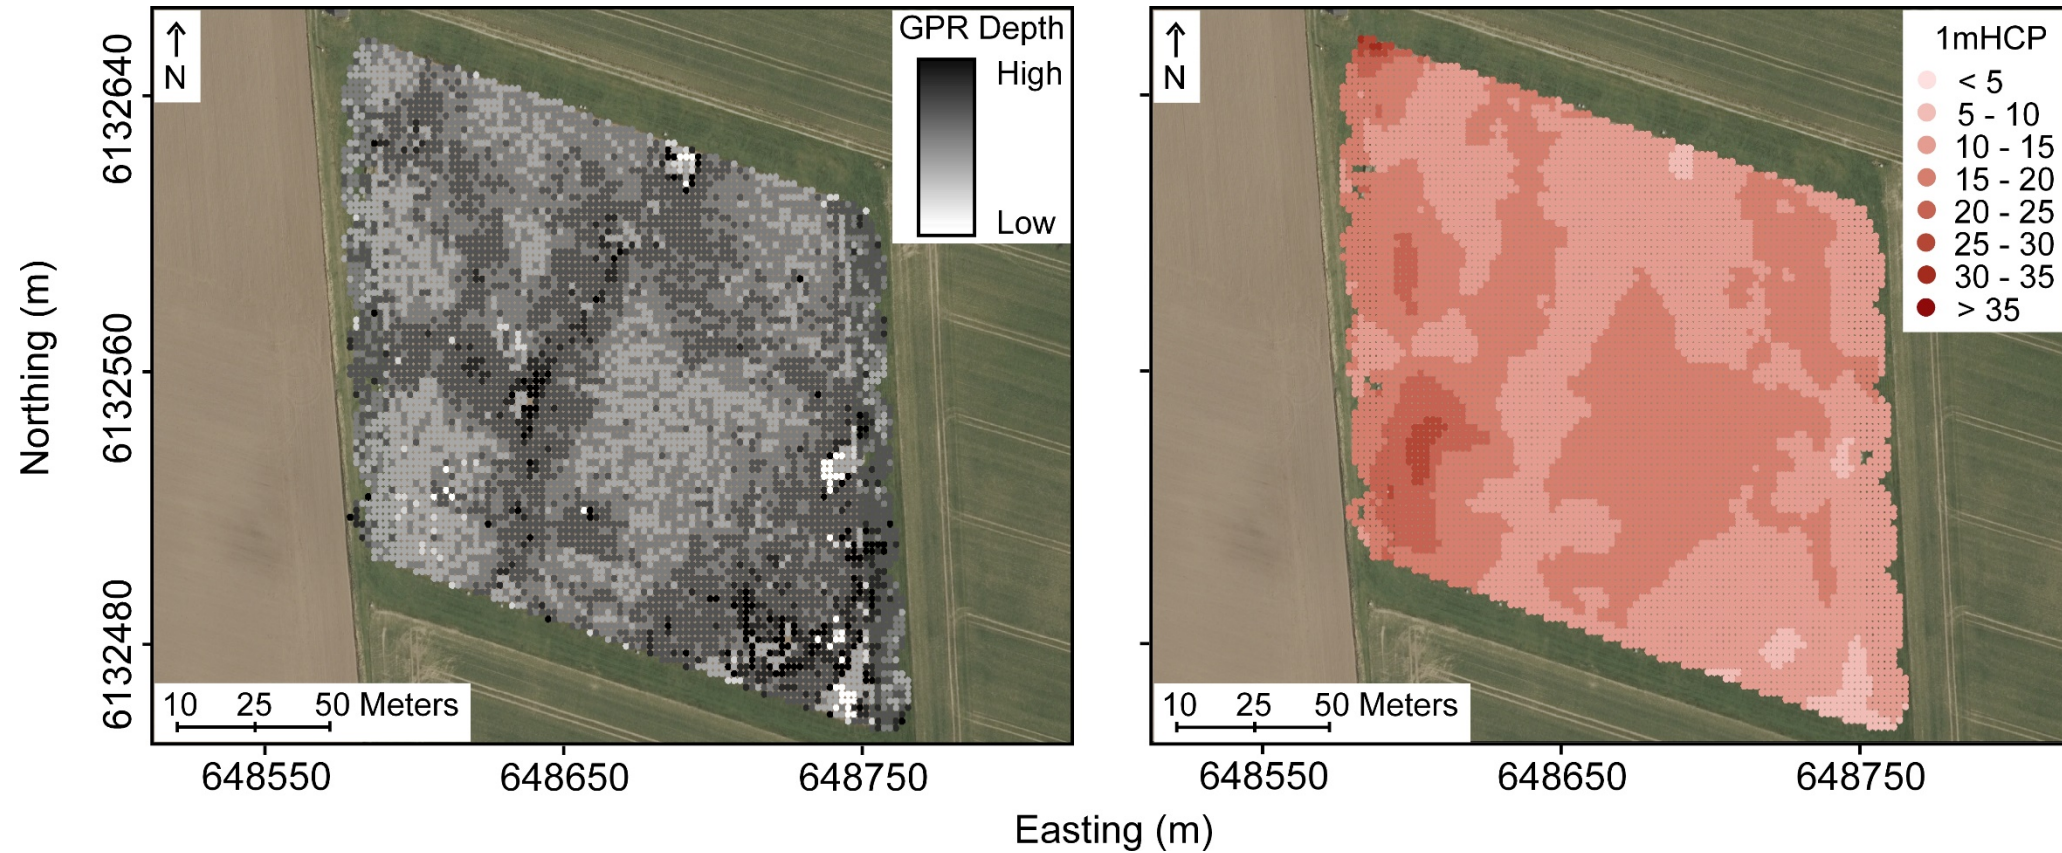 N
GPR Depth
High
Low
6132640
6132560
6132480
Northing (m)
10 25 50 Meters
648550 648650 648750
N
1mHCP
< 5
5 - 10
10 - 15
15 - 20
20 - 25
25 - 30
30 - 35
> 35
10 25 50 Meters
648550 648650 648750
Easting (m)